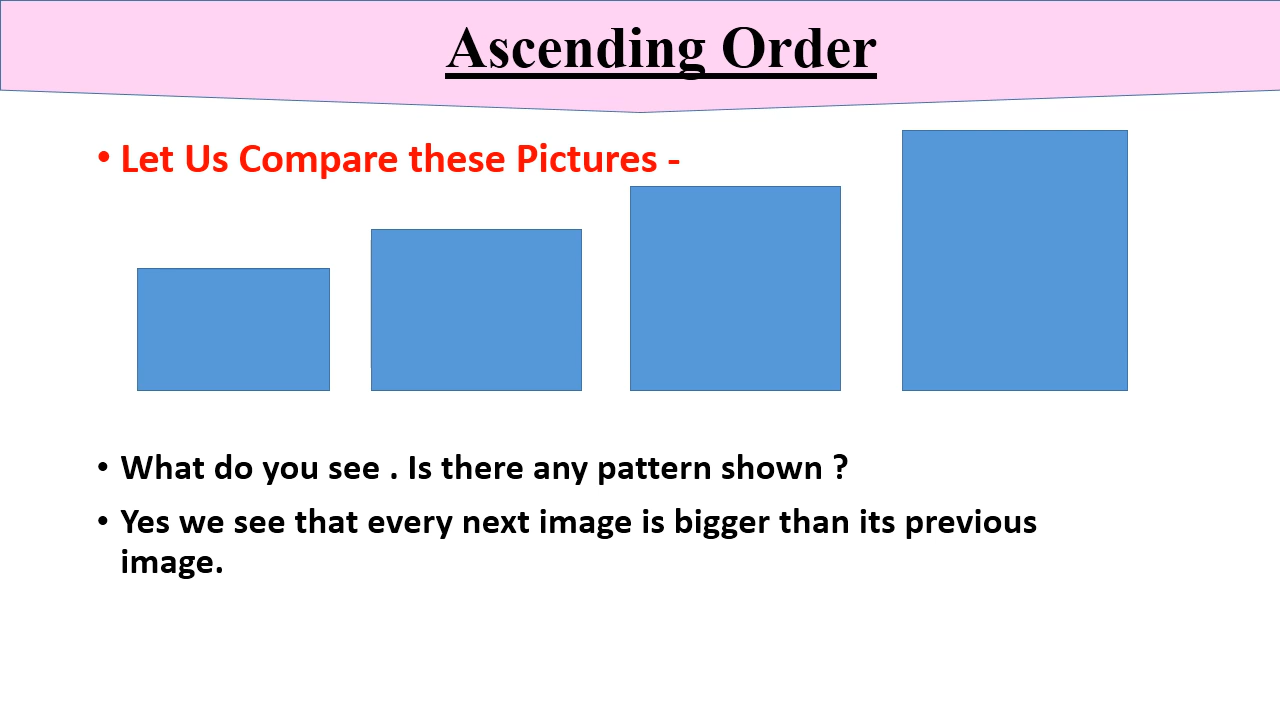 Ascending Order
• Let Us Compare these Pictures -
• What do you see . Is there any pattern shown ?
• Yes we see that every next image is bigger than its previous
image.